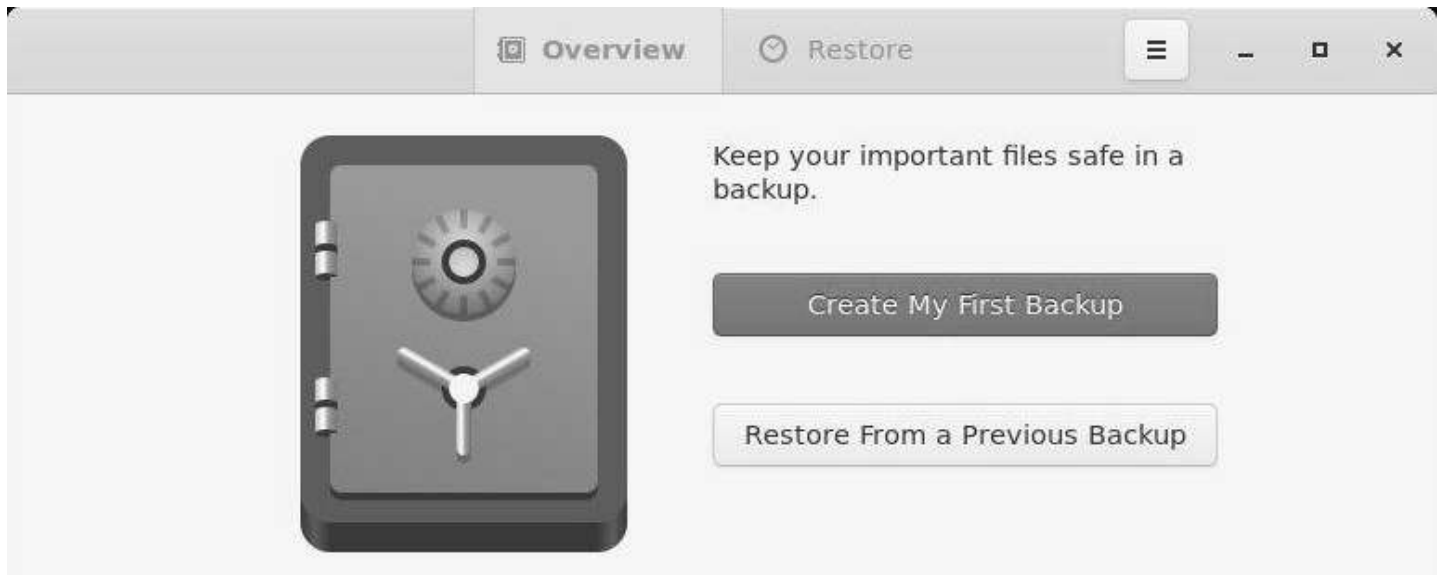 Overview
Restore
Keep your important files safe in a
backup.
Create My First Backup
Restore From a Previous Backup